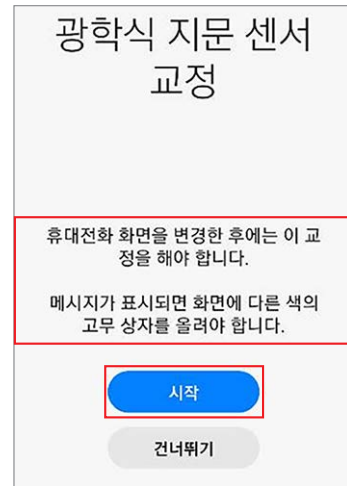 광학식 지문 센서
교정
휴대전화 화면을 변경한 후에는 이 교
정을 해야 합니다.
메시지가 표시되면 화면에 다른 색의
고무 상자를 올려야 합니다.
시작
건너뛰기